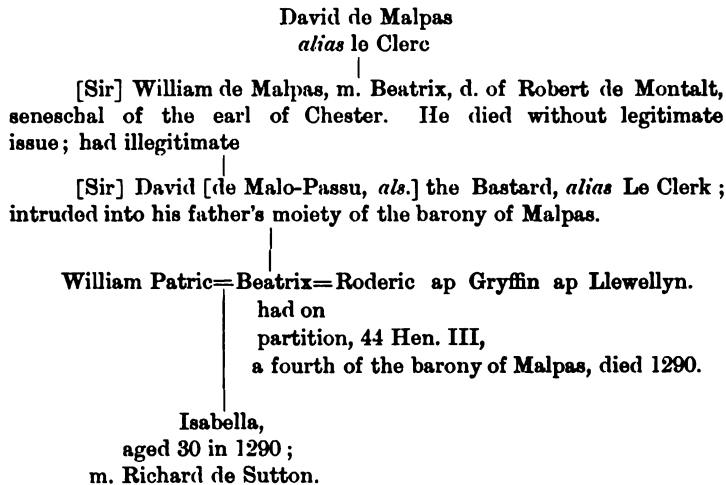 David de Malpas
alias le Clerc
[Sir] William de Malpas, m. Beatrix, d. of Robert de Montalt,
seneschal of the earl of Chester. He died without legitimate
issue; had illegitimate
[Sir] David [de Malo-Passu, als.] the Bastard, alias Le Clerk;
intruded into his father's moiety of the barony of Malpas.
William Patric=Beatrix=Roderic ap Gryffin ap Llewellyn.
had on
partition, 44 Hen. III,
a fourth of the barony of Malpas, died 1290.
Isabella,
aged 30 in 1290;
m. Richard de Sutton.